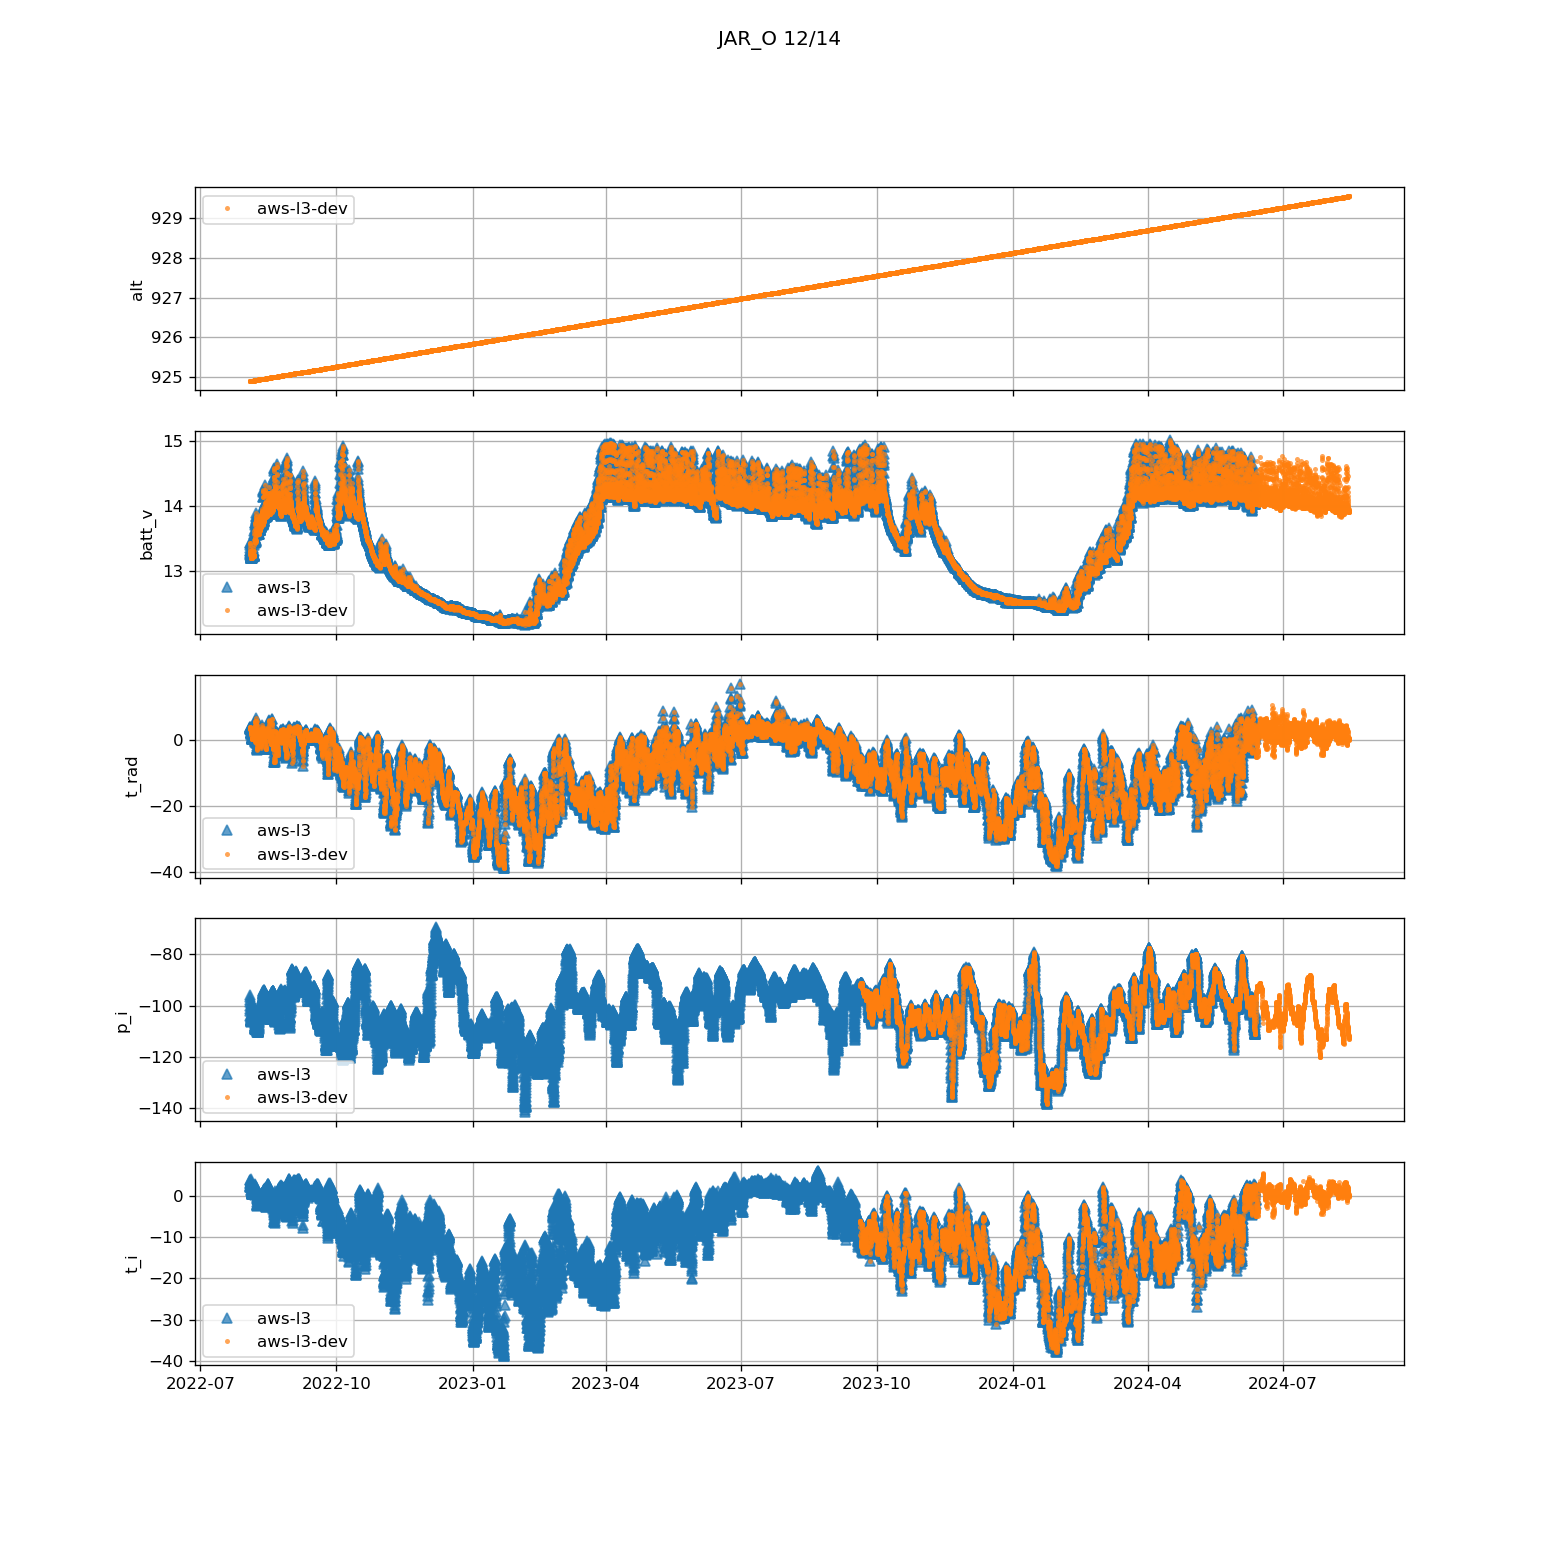 JAR_O 12/14
aws-l3-dev
929
928
927
926
925
alt
15
14
13
batt_v
aws-l3
aws-l3-dev
0
−20
−40
t_rad
aws-l3
aws-l3-dev
−80
−100
−120
−140
p_i
aws-l3
aws-l3-dev
0
−10
−20
−30
−40
t_i
aws-l3
aws-l3-dev
2022-07 2022-10 2023-01 2023-04 2023-07 2023-10 2024-01 2024-04 2024-07